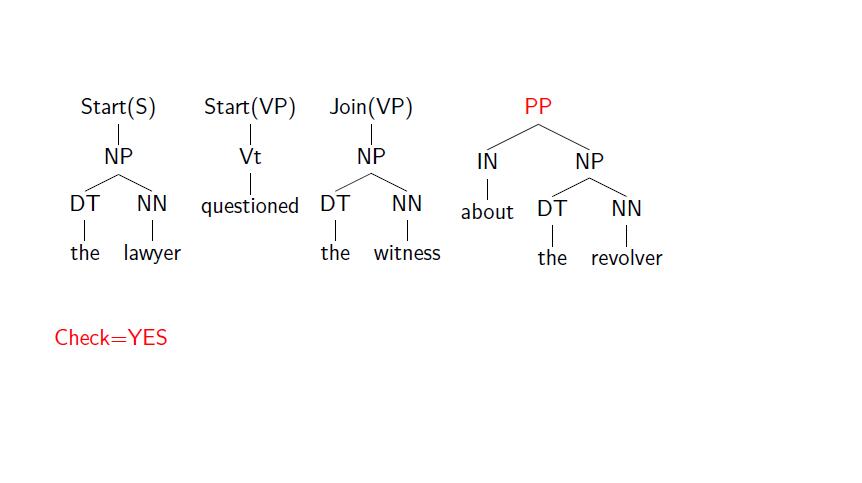 Start(S) Start(VP) Join(VP) PP
NP Vt NP IN NP
DT NN questioned DT NN about DT NN
the lawyer the witness the revolver
Check=YES